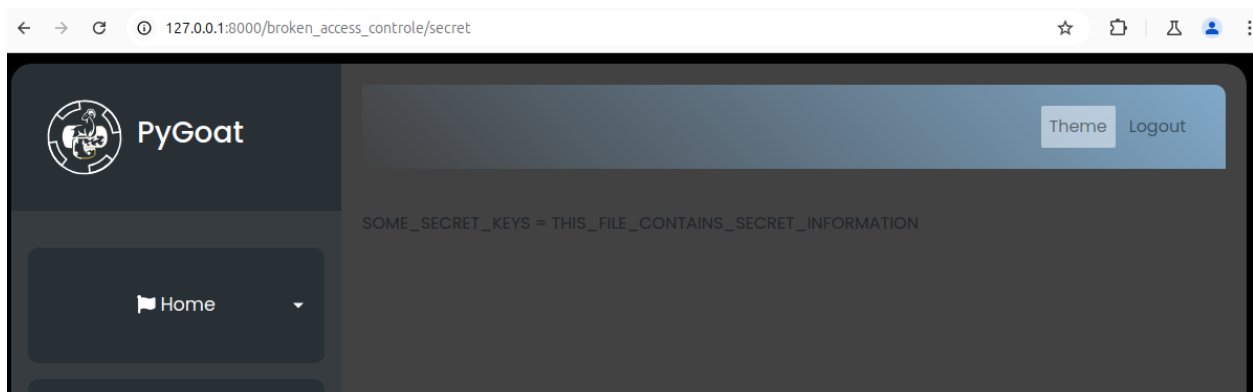 127.0.0.1:8000/broken_access_controle/secret
PyGoat
Theme Logout
SOME_SECRET_KEYS = THIS_FILE_CONTAINS_SECRET_INFORMATION
Home